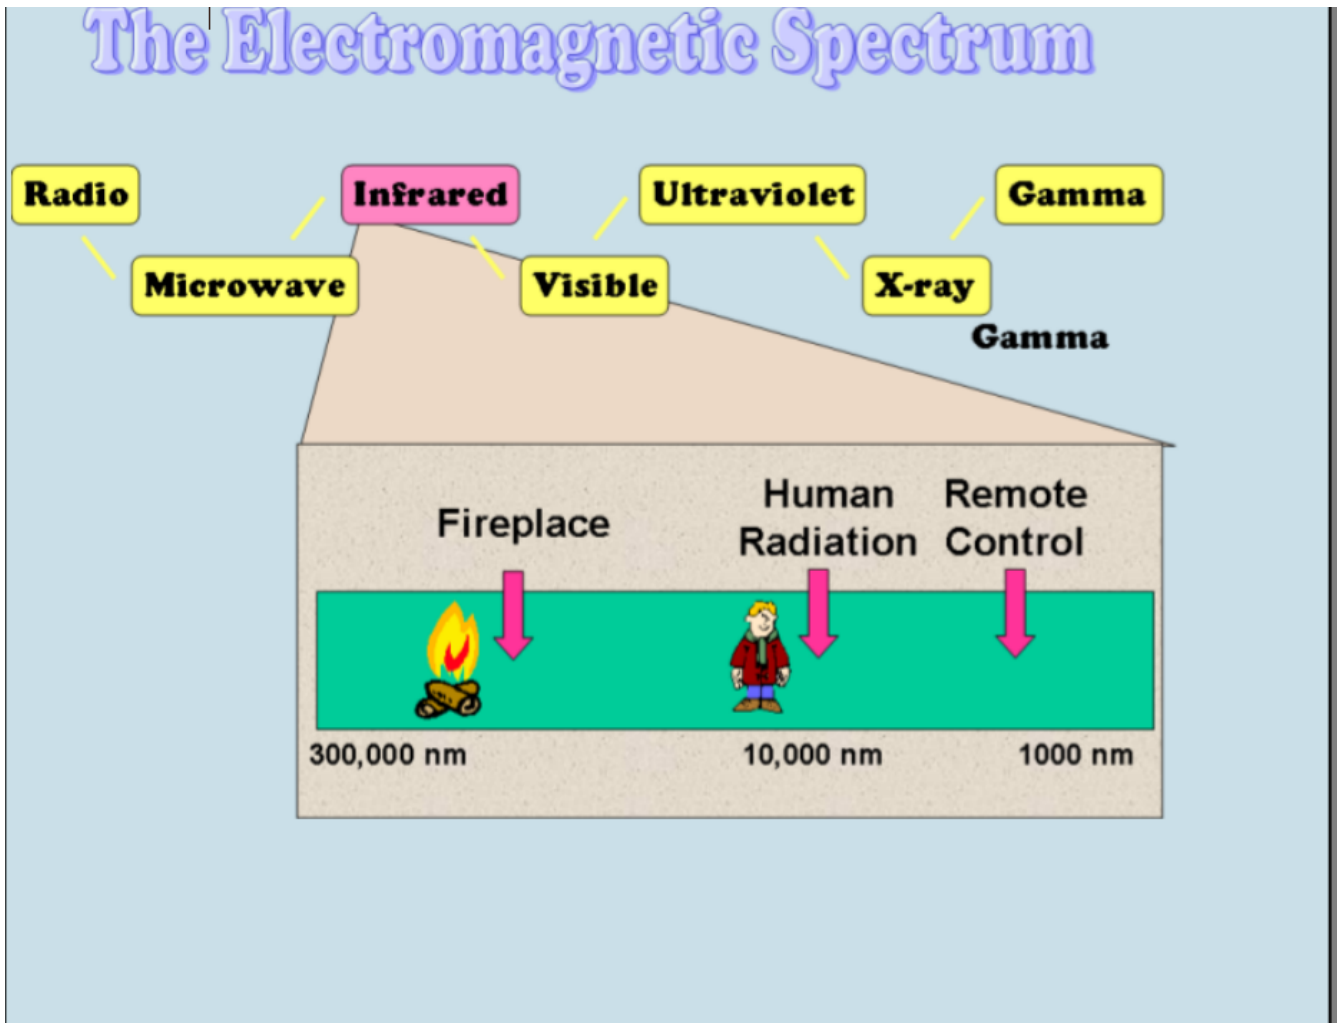 The Electromagnetic Spectrum
Radio
Infrared
Ultraviolet
Gamma
Microwave
Visible
X-ray
Gamma
Fireplace
Human
Radiation
Remote
Control
300,000 nm
10,000 nm
1000 nm